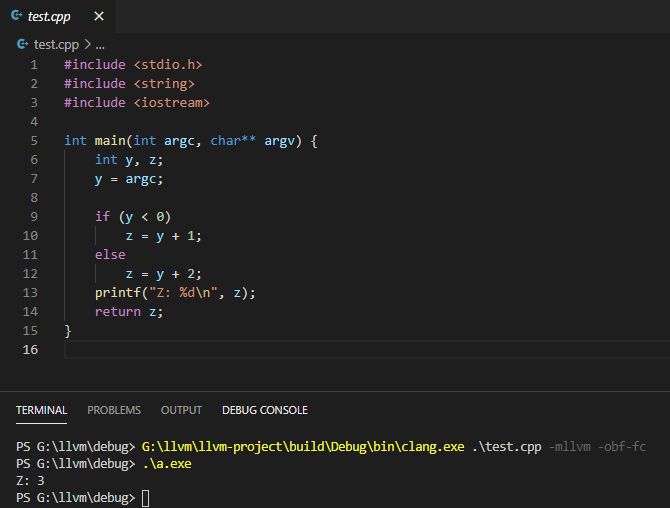 test.cpp ×
test.cpp > ...
1 #include <stdio.h>
2 #include <string>
3 #include <iostream>
4
5 int main(int argc, char** argv) {
6     int y, z;
7     y = argc;
8
9     if (y < 0)
10         z = y + 1;
11     else
12         z = y + 2;
13     printf("Z: %d\n", z);
14     return z;
15 }
16
TERMINAL PROBLEMS OUTPUT DEBUG CONSOLE
PS G:\llvm\debug> G:\llvm\llvm-project\build\Debug\bin\clang.exe .\test.cpp -mllvm -obf-fc
PS G:\llvm\debug> .\a.exe
Z: 3
PS G:\llvm\debug>